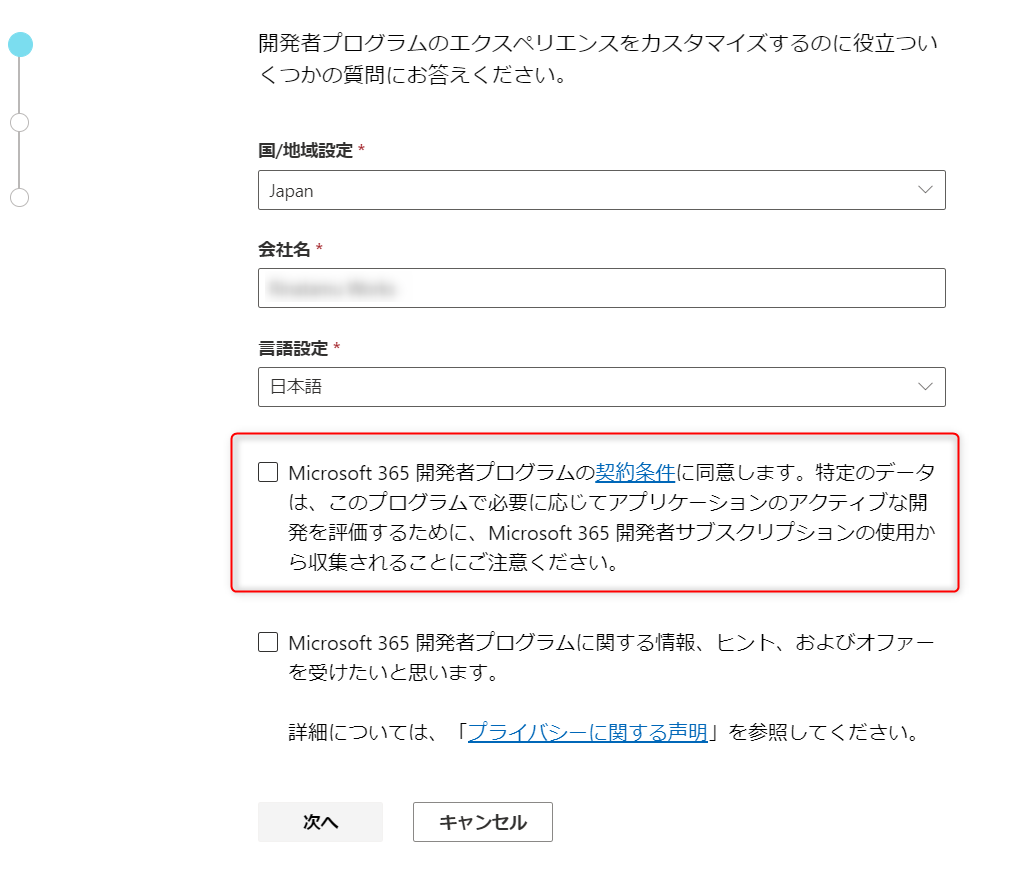 開発者プログラムのエクスペリエンスをカスタマイズするのに役立つい
くつかの質問にお答えください。
国/地域設定 *
Japan
会社名 *
言語設定 *
日本語
Microsoft 365 開発者プログラムの契約条件に同意します。特定のデータ
は、このプログラムで必要に応じてアプリケーションのアクティブな開
発を評価するために、Microsoft 365 開発者サブスクリプションの使用か
ら収集されることにご注意ください。
Microsoft 365 開発者プログラムに関する情報、ヒント、およびオファー
を受けたいと思います。
詳細については、「プライバシーに関する声明」を参照してください。
次へ
キャンセル